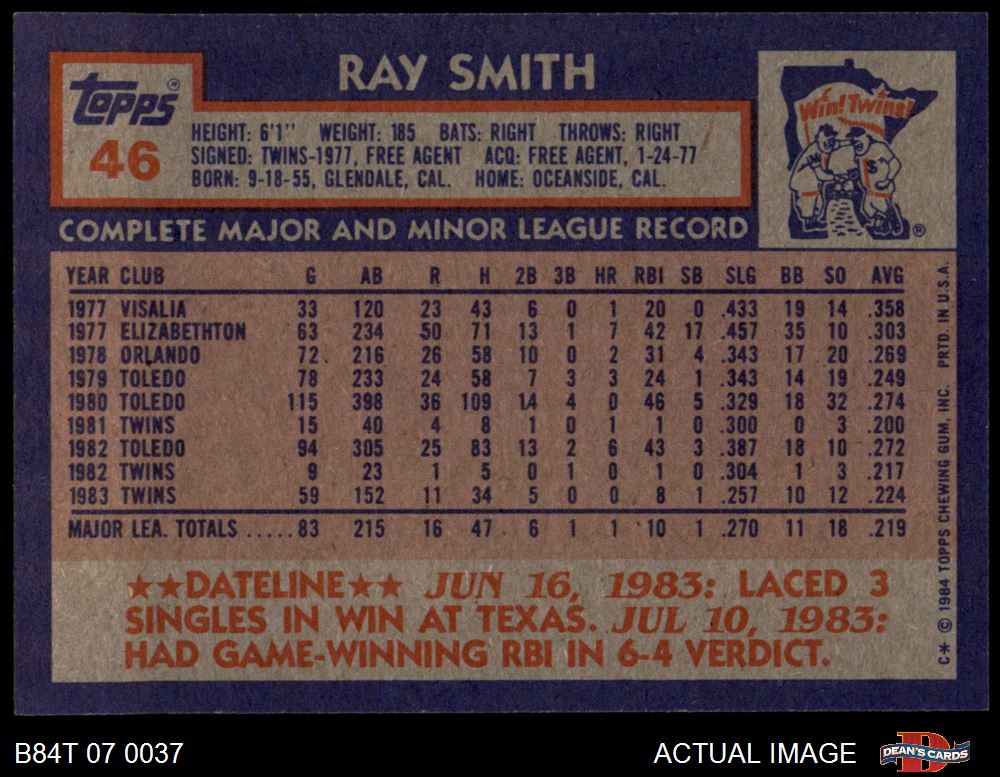 RAY SMITH
Topps®
46
HEIGHT: 6'1" WEIGHT: 185 BATS: RIGHT THROWS: RIGHT
SIGNED: TWINS-1977, FREE AGENT ACQ: FREE AGENT, 1-24-77
BORN: 9-18-55, GLENDALE, CAL. HOME: OCEANSIDE, CAL.
Win! Twins!
®
COMPLETE MAJOR AND MINOR LEAGUE RECORD
YEAR CLUB G AB R H 2B 3B HR RBI SB SLG BB SO AVG
1977 VISALIA 33 120 23 43 6 0 1 20 0 .433 19 14 .358
1977 ELIZABETHTON 63 234 50 71 13 1 7 42 17 .457 35 10 .303
1978 ORLANDO 72 216 26 58 10 0 2 31 4 .343 17 20 .269
1979 TOLEDO 78 233 24 58 7 3 3 24 1 .343 14 19 .249
1980 TOLEDO 115 398 36 109 14 4 0 46 5 .329 18 32 .274
1981 TWINS 15 40 4 8 1 0 1 1 0 .300 0 3 .200
1982 TOLEDO 94 305 25 83 13 2 6 43 3 .387 18 10 .272
1982 TWINS 9 23 1 5 0 1 0 1 0 .304 1 3 .217
1983 TWINS 59 152 11 34 5 0 0 8 1 .257 10 12 .224
MAJOR LEA. TOTALS .....83 215 16 47 6 1 1 10 1 .270 11 18 .219
★★DATELINE★★ JUN 16, 1983: LACED 3
SINGLES IN WIN AT TEXAS. JUL 10, 1983:
HAD GAME-WINNING RBI IN 6-4 VERDICT.
C* © 1984 TOPPS CHEWING GUM, INC. PRTD. IN U.S.A.
B84T 07 0037
ACTUAL IMAGE
D
DEAN'S CARDS